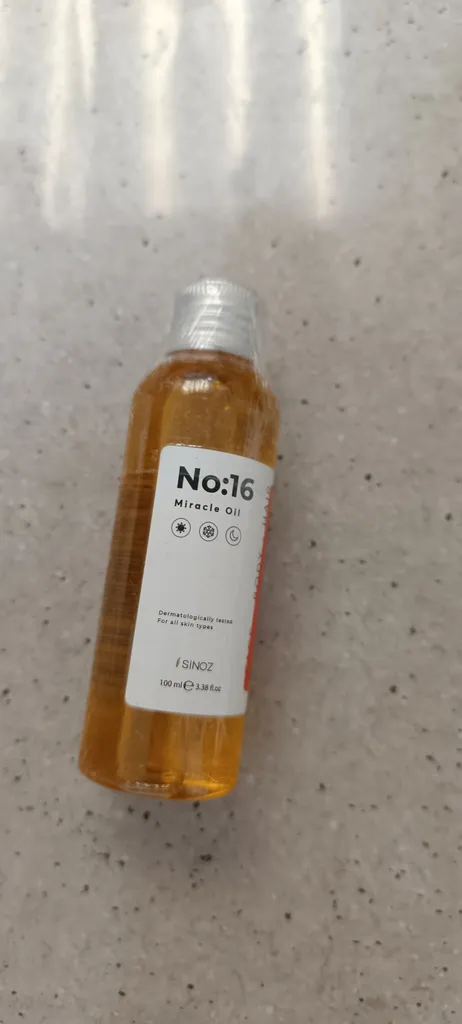 No:16
Miracle Oil
Dermatologically tested
For all skin types
SiNOZ
100 ml ℮ 3.38 fl.oz